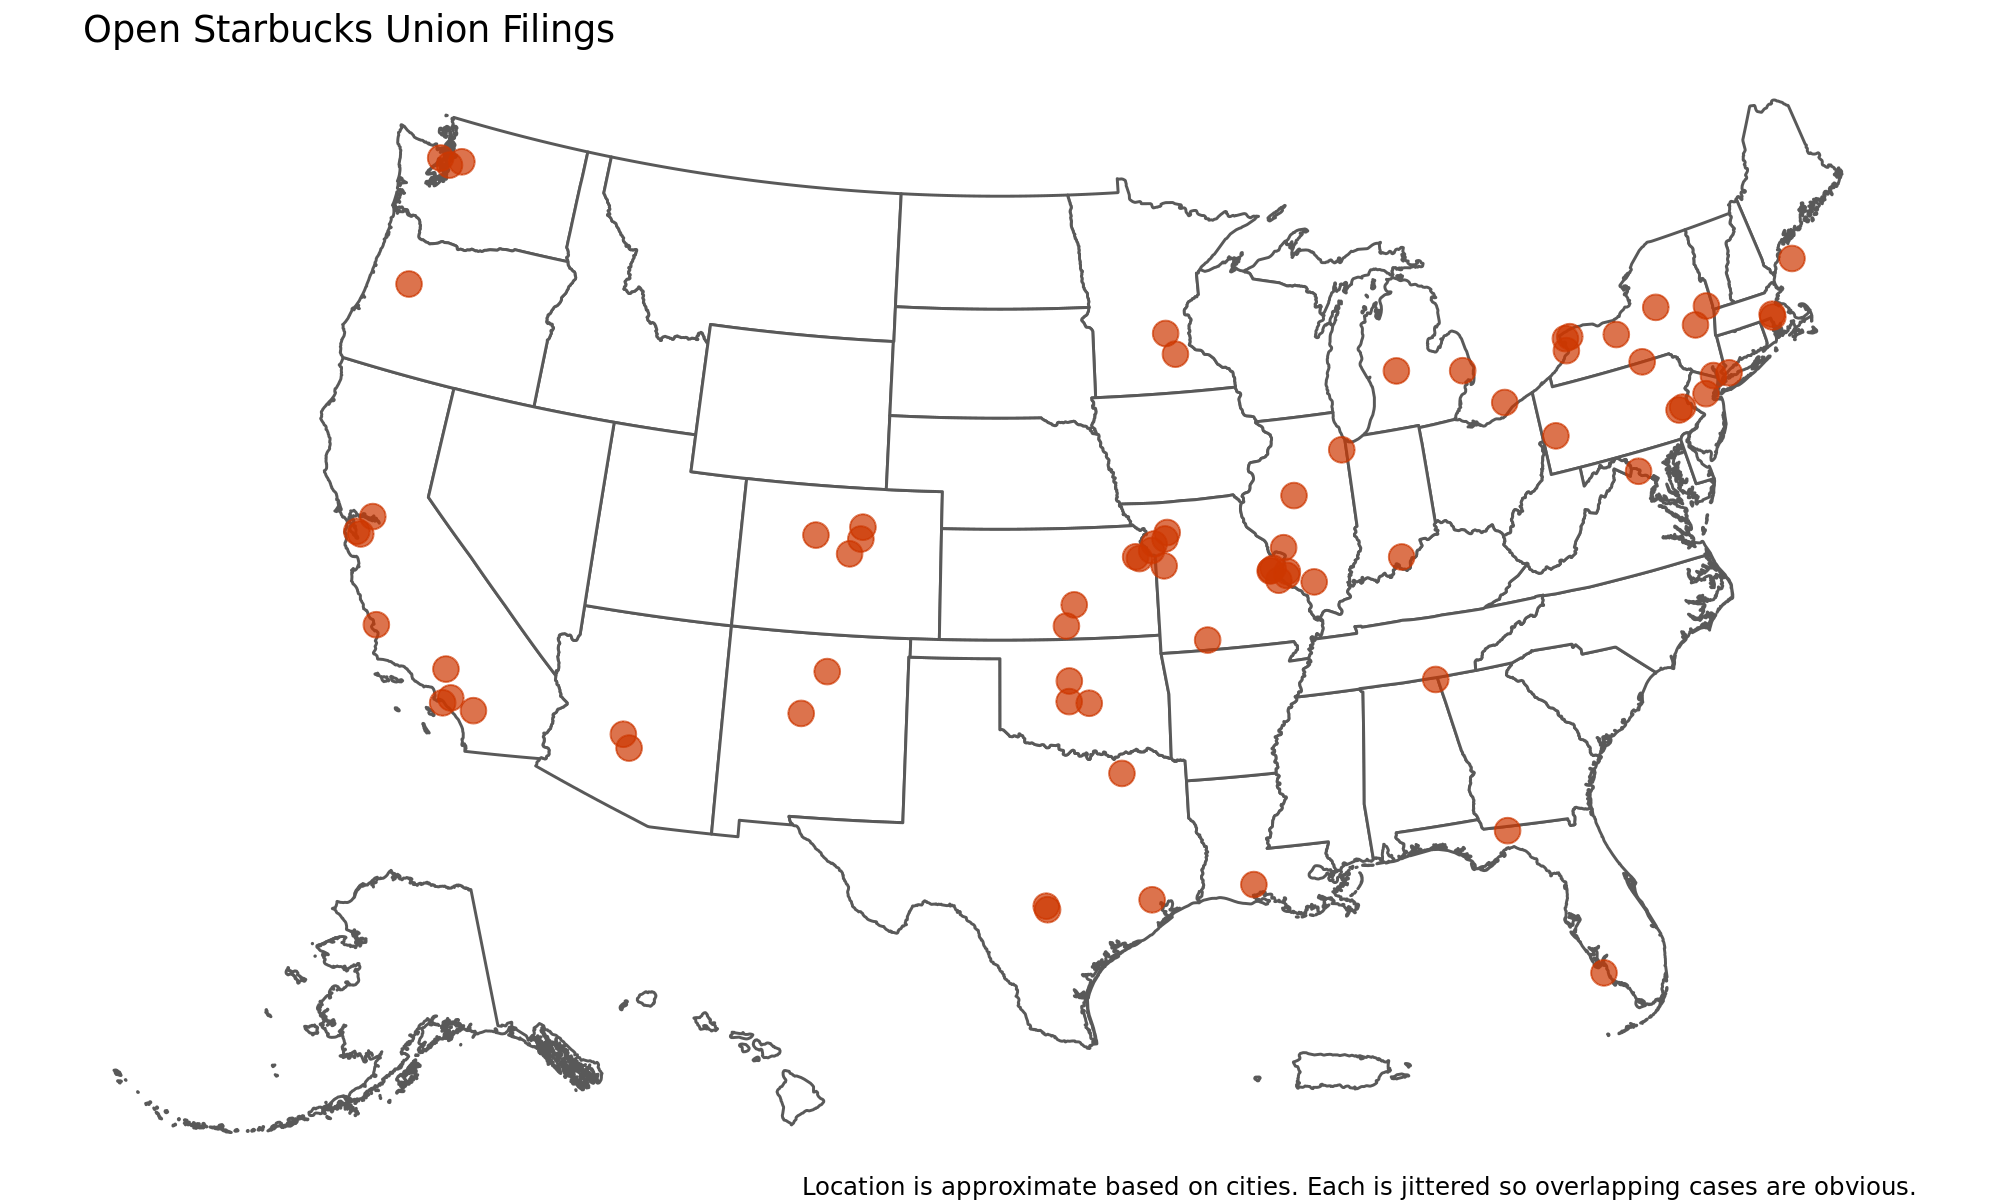 Open Starbucks Union Filings
Location is approximate based on cities. Each is jittered so overlapping cases are obvious.